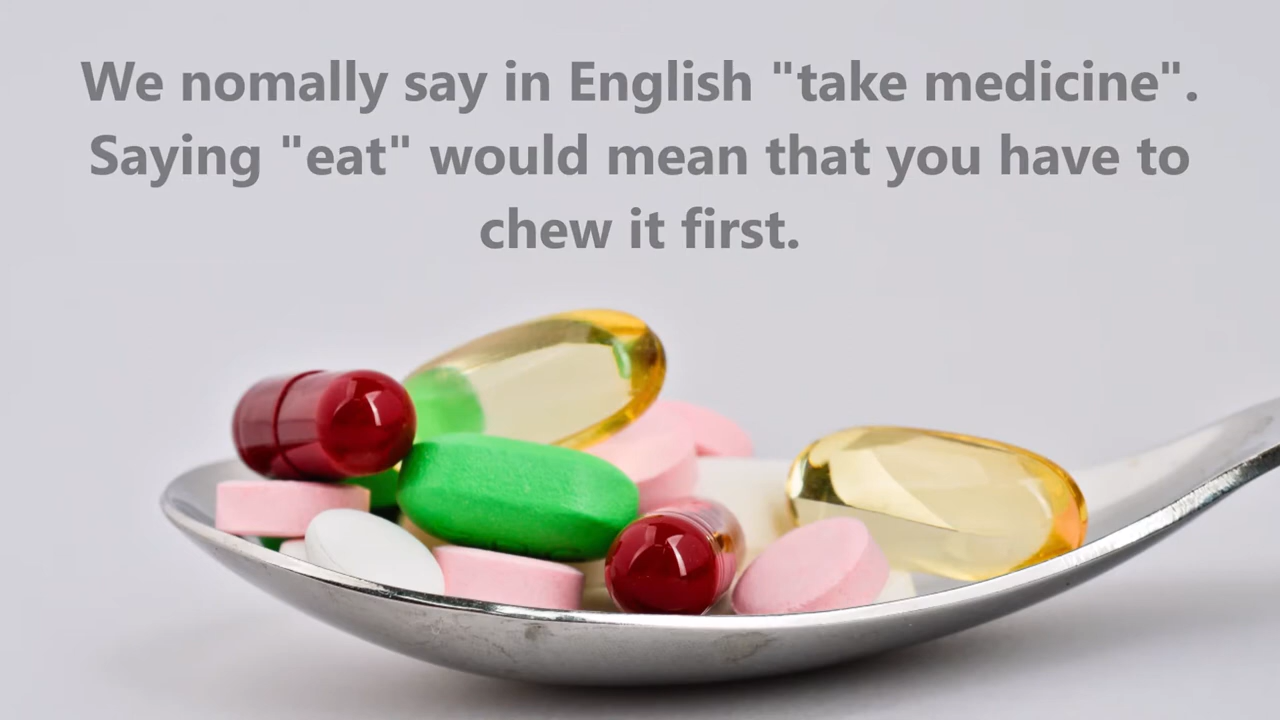 We nomally say in English "take medicine".
Saying "eat" would mean that you have to
chew it first.